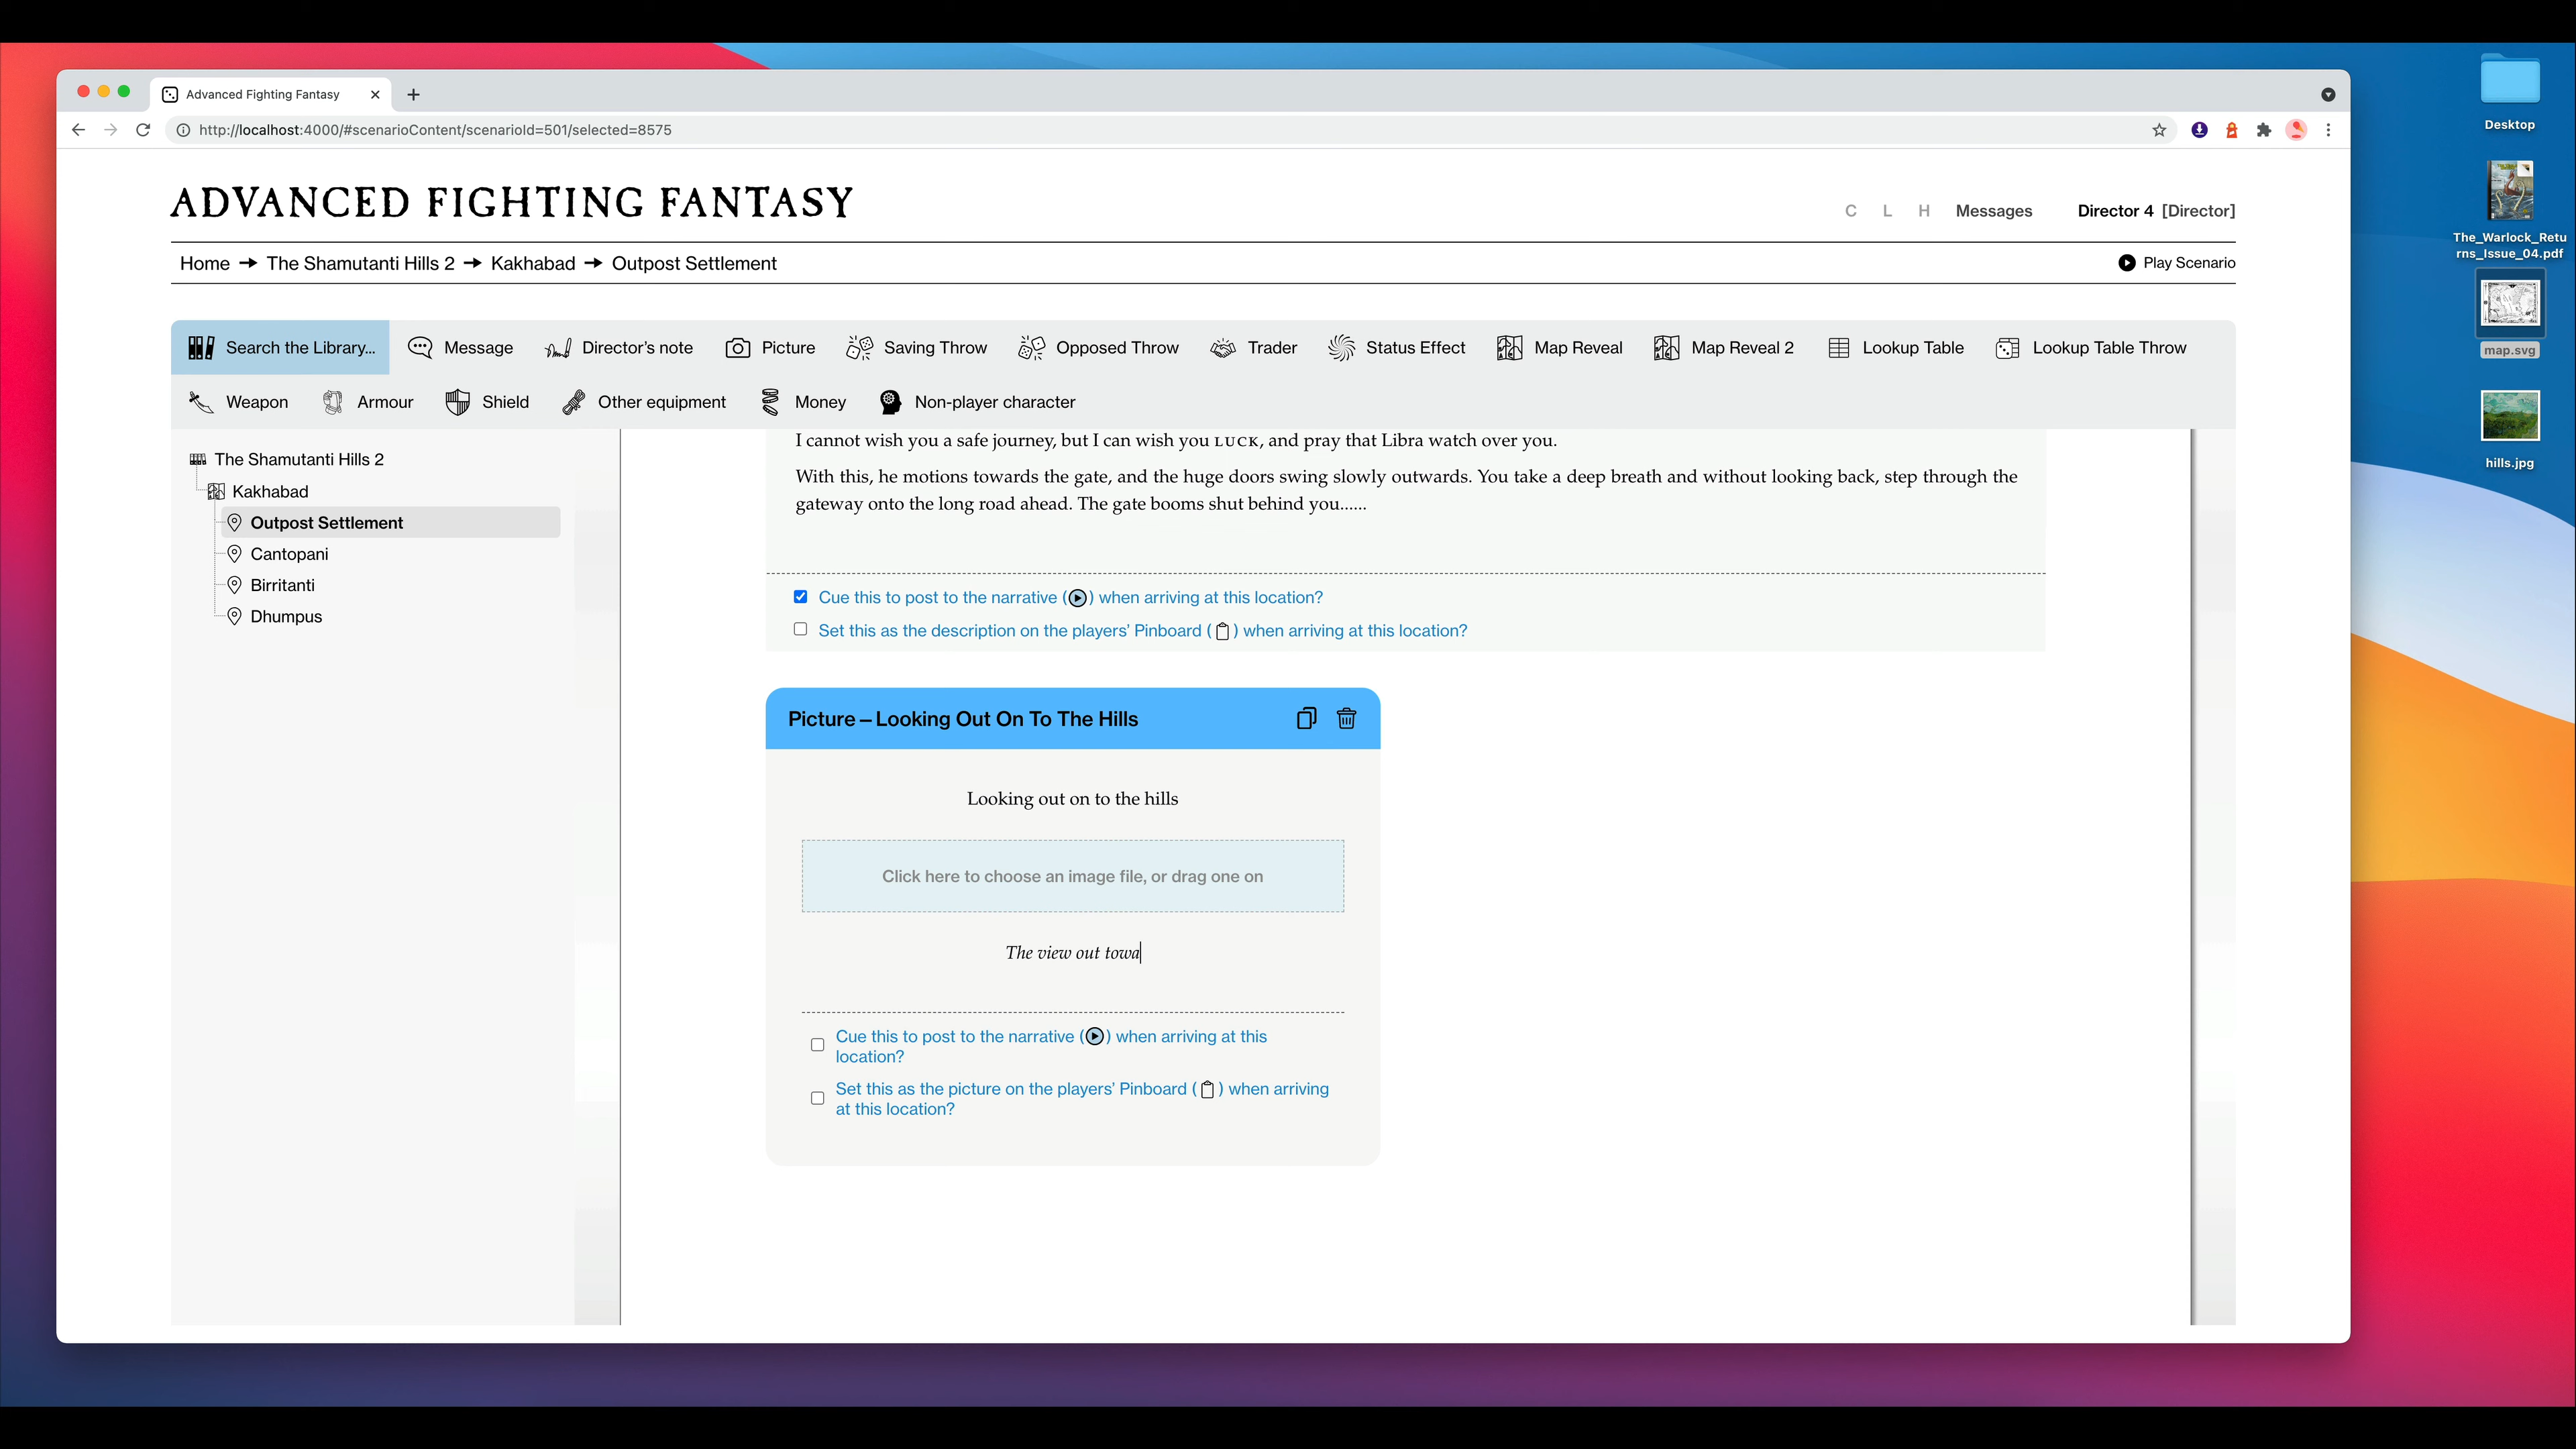 Advanced Fighting Fantasy
http://localhost:4000/#scenarioContent/scenarioId=501/selected=8575
ADVANCED FIGHTING FANTASY
C L H Messages Director 4 [Director]
Home → The Shamutanti Hills 2 → Kakhabad → Outpost Settlement
Play Scenario
Search the Library... Message Director’s note Picture Saving Throw Opposed Throw Trader Status Effect Map Reveal Map Reveal 2 Lookup Table Lookup Table Throw
Weapon Armour Shield Other equipment Money Non-player character
The Shamutanti Hills 2
Kakhabad
Outpost Settlement
Cantopani
Birritanti
Dhumpus
I cannot wish you a safe journey, but I can wish you LUCK, and pray that Libra watch over you.
With this, he motions towards the gate, and the huge doors swing slowly outwards. You take a deep breath and without looking back, step through the
gateway onto the long road ahead. The gate booms shut behind you......
Cue this to post to the narrative ( ) when arriving at this location?
Set this as the description on the players’ Pinboard ( ) when arriving at this location?
Picture – Looking Out On To The Hills
Looking out on to the hills
Click here to choose an image file, or drag one on
The view out towa
Cue this to post to the narrative ( ) when arriving at this
location?
Set this as the picture on the players’ Pinboard ( ) when arriving
at this location?
Desktop
The_Warlock_Retu
rns_Issue_04.pdf
map.svg
hills.jpg